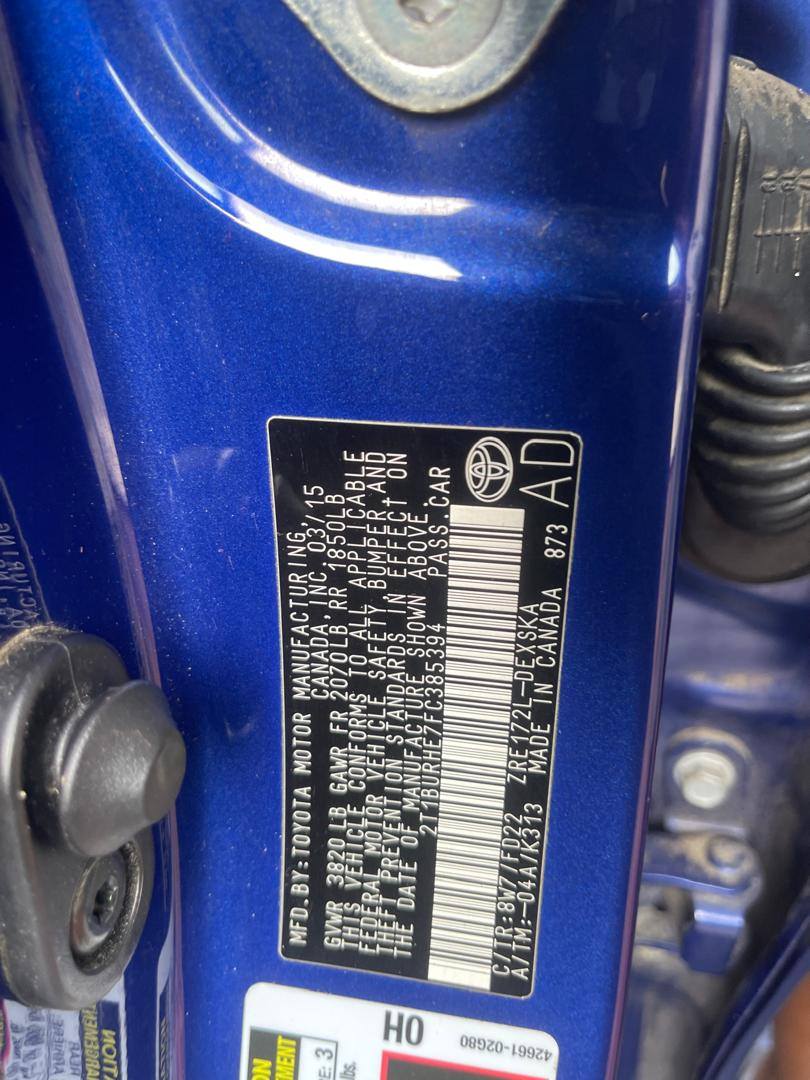 MFD.BY:TOYOTA MOTOR MANUFACTURING,
CANADA,INC. 03/15
GVWR 3820LB GAWR FR 2070LB RR 1850LB
THIS VEHICLE CONFORMS TO ALL APPLICABLE
FEDERAL MOTOR VEHICLE SAFETY, BUMPER AND
THEFT PREVENTION STANDARDS IN EFFECT ON
THE DATE OF MANUFACTURE SHOWN ABOVE.
2T1BURHE7FC385394 PASS.CAR
C/TR:8W7/FD22 ZRE172L-DEXSKA
A/TM:-04A/K313 MADE IN CANADA 873
AD
OH
42661-02G80